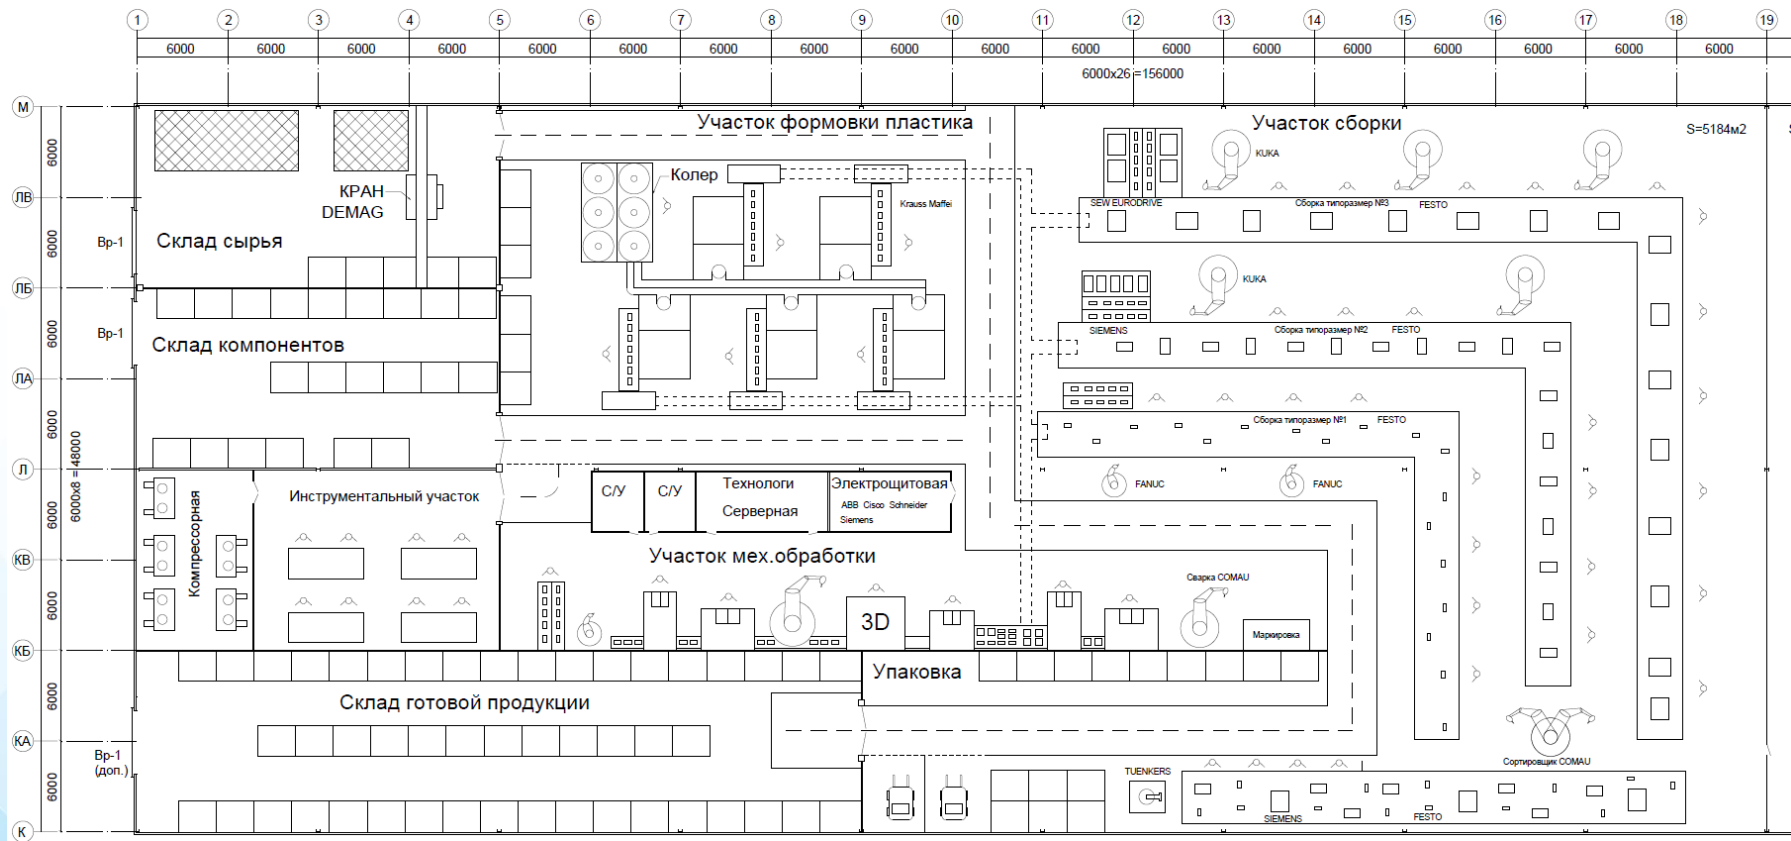 1 2 3 4 5 6 7 8 9 10 11 12 13 14 15 16 17 18 19
6000 6000 6000 6000 6000 6000 6000 6000 6000 6000 6000 6000 6000 6000 6000 6000 6000 6000
6000x26 =156000
М
Участок формовки пластика
Участок сборки
S=5184м2
6000
KUKA
Колер
КРАН
DEMAG
ЛВ
Krauss Maffei
SEW EURODRIVE
Сборка типоразмер №3
FESTO
Вр-1
Склад сырья
6000
KUKA
ЛБ
Вр-1
Склад компонентов
SIEMENS
Сборка типоразмер №2
FESTO
6000
ЛА
6000
Сборка типоразмер №1
FESTO
Л
6000x8 = 48000
Компрессорная
Инструментальный участок
С/У
С/У
Технологи
Серверная
Электрощитовая
ABB Cisco Schneider
Siemens
FANUC
FANUC
6000
КВ
Участок мех.обработки
Сварка COMAU
6000
3D
Маркировка
КБ
Упаковка
Склад готовой продукции
6000
КА
Вр-1
(доп.)
Сортировщик COMAU
TUENKERS
6000
SIEMENS
FESTO
К